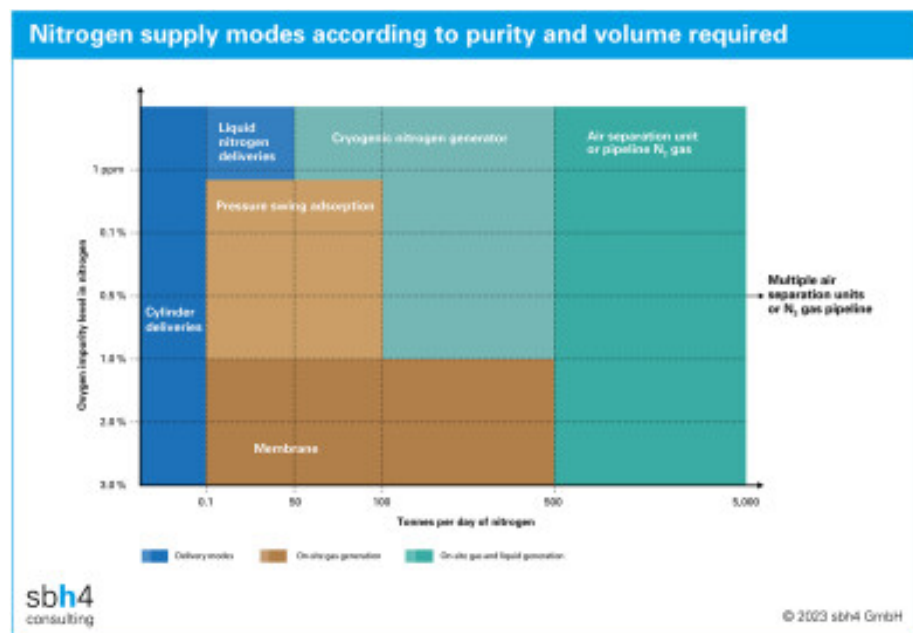 Nitrogen supply modes according to purity and volume required
Liquid
nitrogen
deliveries
Cryogenic nitrogen generator
Air separation unit
or pipeline N₂ gas
1 ppm
Pressure swing adsorption
0.1 %
Oxygen impurity level in nitrogen
0.5 %
Multiple air
separation units
or N₂ gas pipeline
Cylinder
deliveries
1.0 %
2.0 %
Membrane
3.0 %
0.1
50
100
500
5,000
Tonnes per day of nitrogen
Delivery modes
On-site gas generation
On-site gas and liquid generation
sbh4
consulting
© 2023 sbh4 GmbH